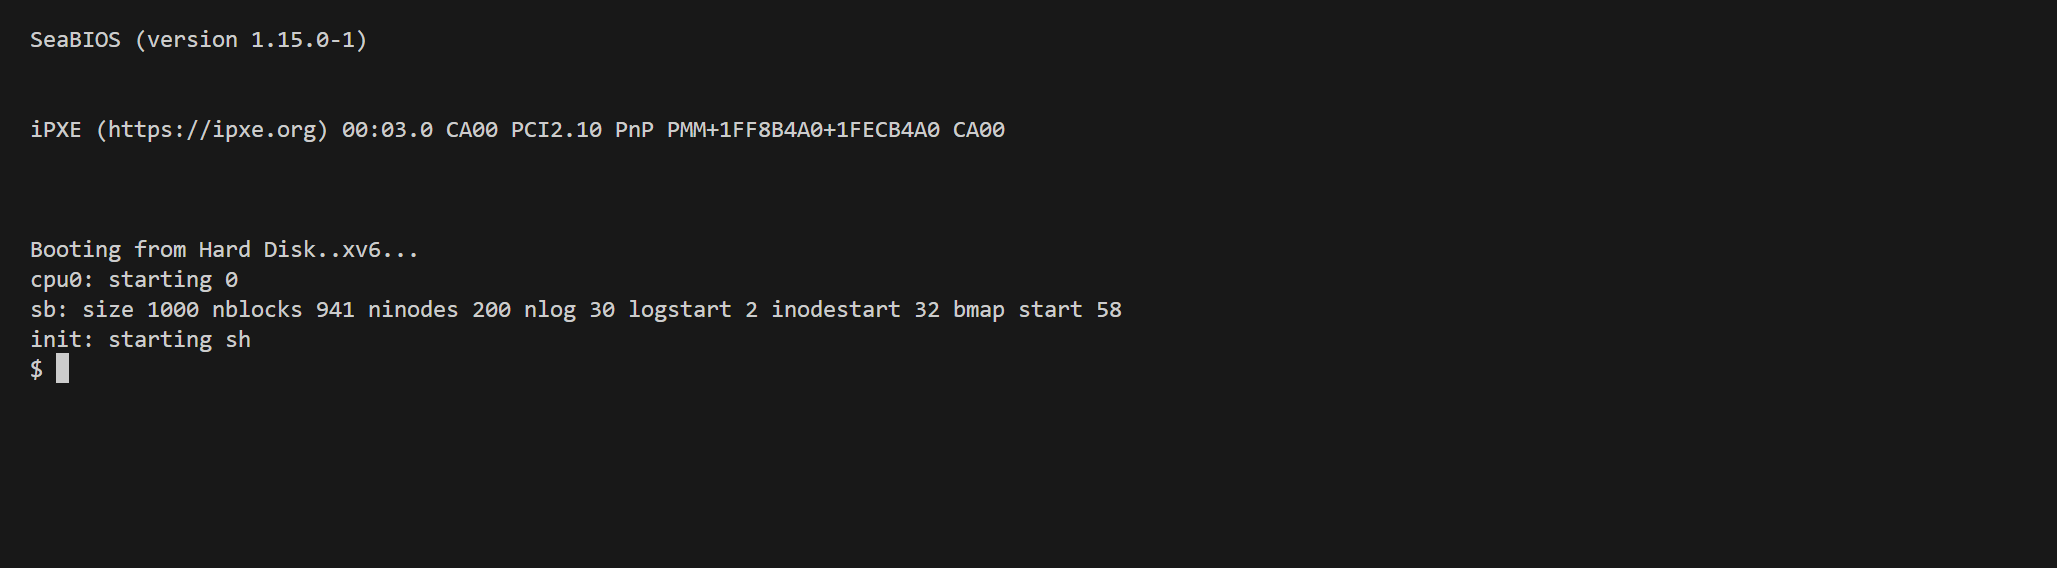 SeaBIOS (version 1.15.0-1)
iPXE (https://ipxe.org) 00:03.0 CA00 PCI2.10 PnP PMM+1FF8B4A0+1FECB4A0 CA00
Booting from Hard Disk..xv6...
cpu0: starting 0
sb: size 1000 nblocks 941 ninodes 200 nlog 30 logstart 2 inodestart 32 bmap start 58
init: starting sh
$